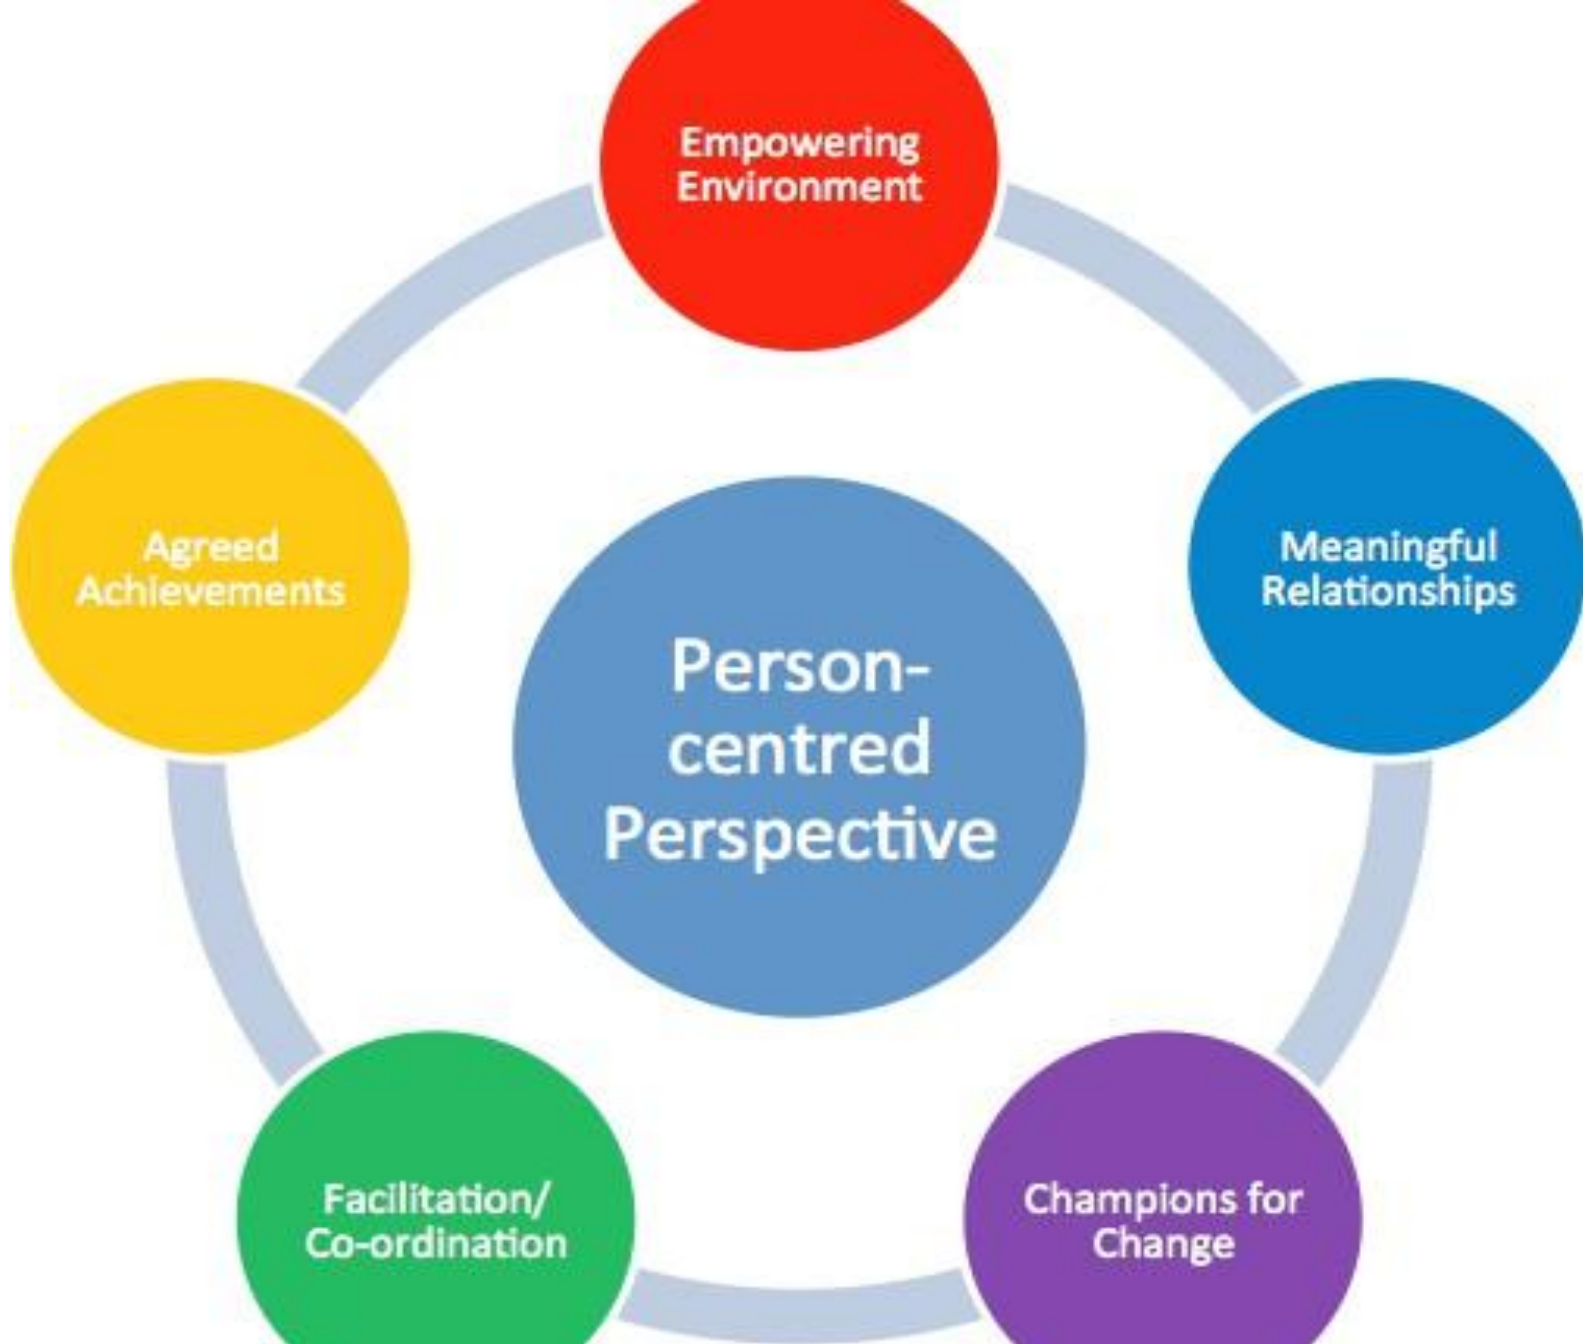 Empowering
Environment
Agreed
Achievements
Meaningful
Relationships
Person-
centred
Perspective
Facilitation/
Co-ordination
Champions for
Change